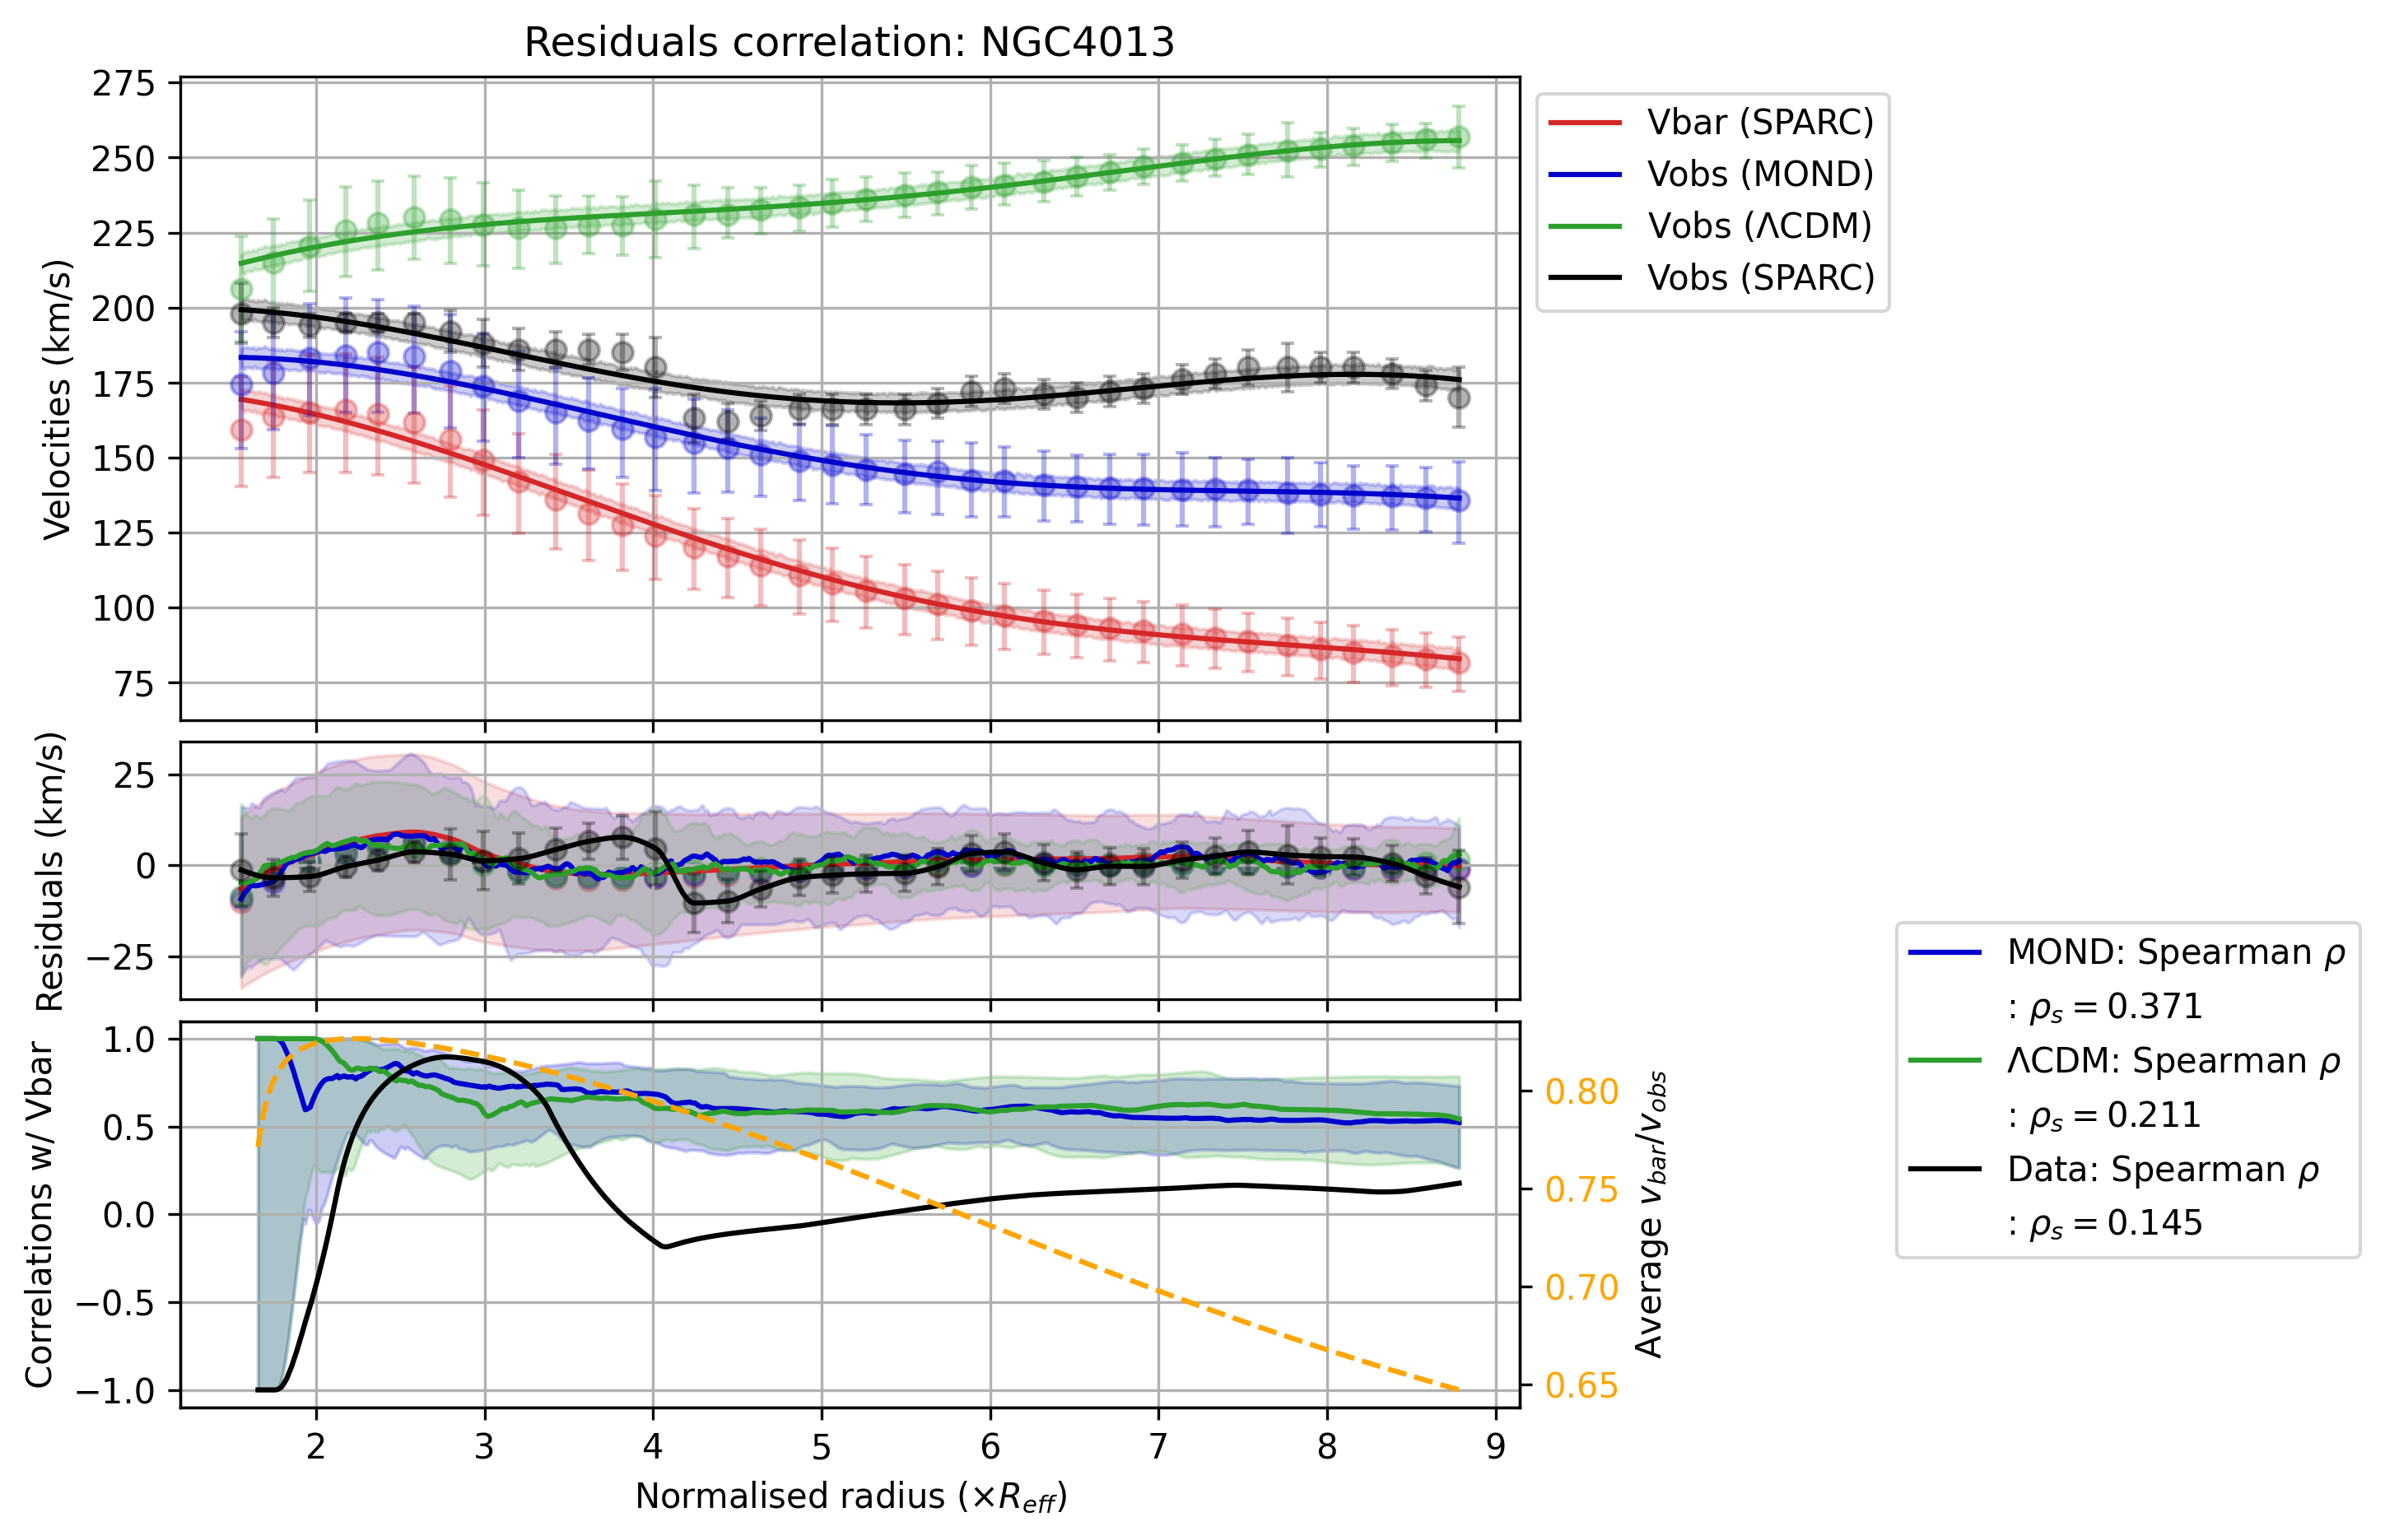 Residuals correlation: NGC4013
Velocities (km/s)
275
250
225
200
175
150
125
100
75
Vbar (SPARC)
Vobs (MOND)
Vobs (ΛCDM)
Vobs (SPARC)
Residuals (km/s)
25
0
−25
Correlations w/ Vbar
1.0
0.5
0.0
−0.5
−1.0
0.80
0.75
0.70
0.65
Average v_bar/v_obs
MOND: Spearman ρ
: ρ_s = 0.371
ΛCDM: Spearman ρ
: ρ_s = 0.211
Data: Spearman ρ
: ρ_s = 0.145
2 3 4 5 6 7 8 9
Normalised radius (×R_eff)